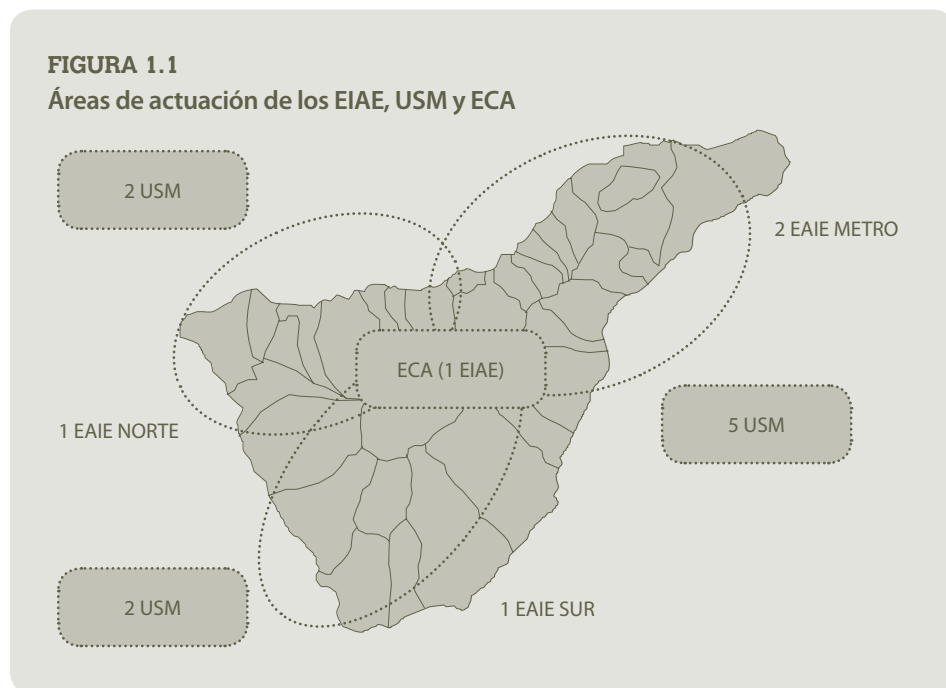 FIGURA 1.1
Áreas de actuación de los EIAE, USM y ECA
2 USM
2 EAIE METRO
ECA (1 EIAE)
1 EAIE NORTE
5 USM
2 USM
1 EAIE SUR